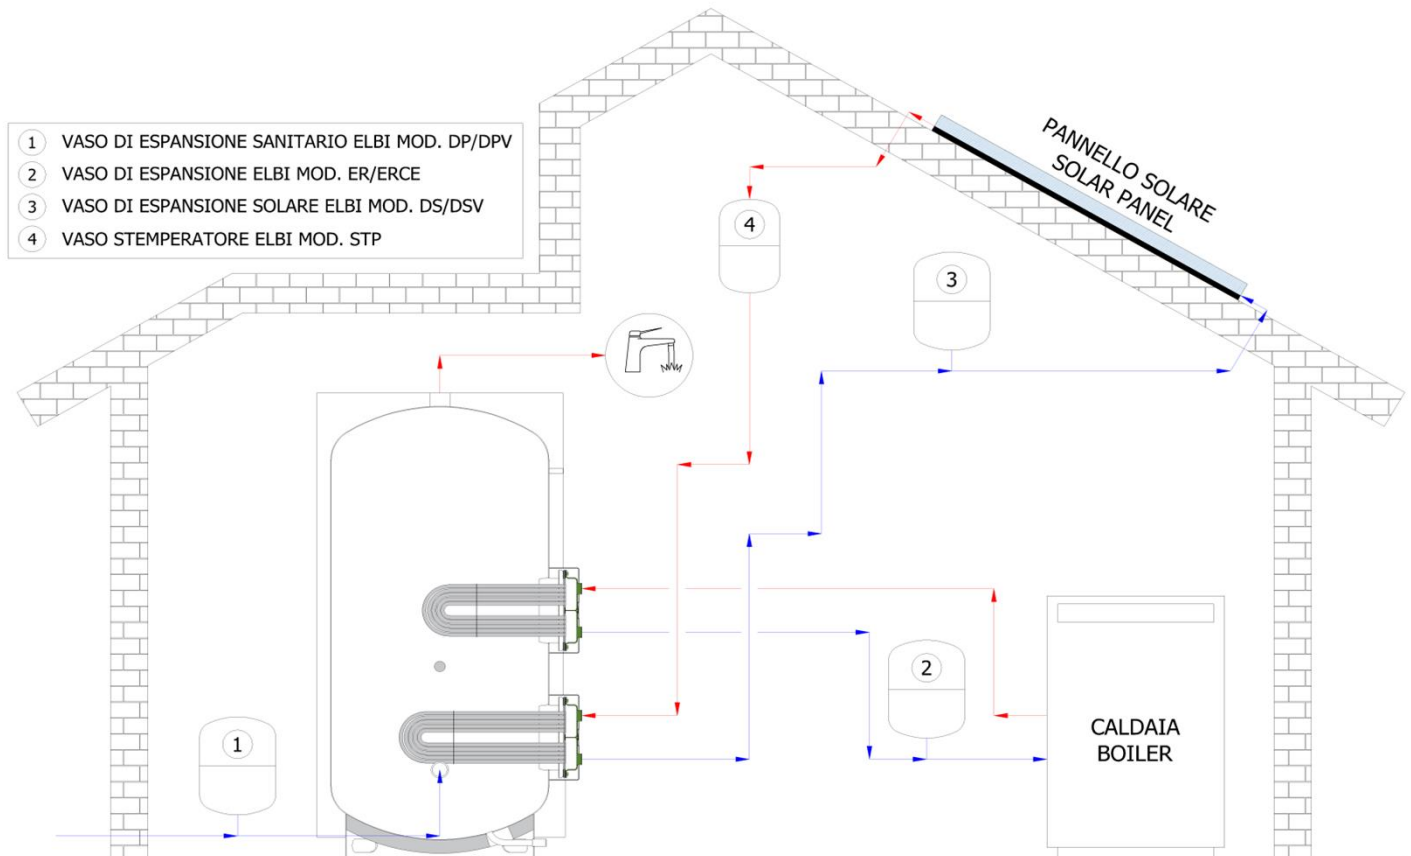 1 VASO DI ESPANSIONE SANITARIO ELBI MOD. DP/DPV
2 VASO DI ESPANSIONE ELBI MOD. ER/ERCE
3 VASO DI ESPANSIONE SOLARE ELBI MOD. DS/DSV
4 VASO STEMPERATORE ELBI MOD. STP
PANNELLO SOLARE
SOLAR PANEL
4
3
2
1
CALDAIA
BOILER